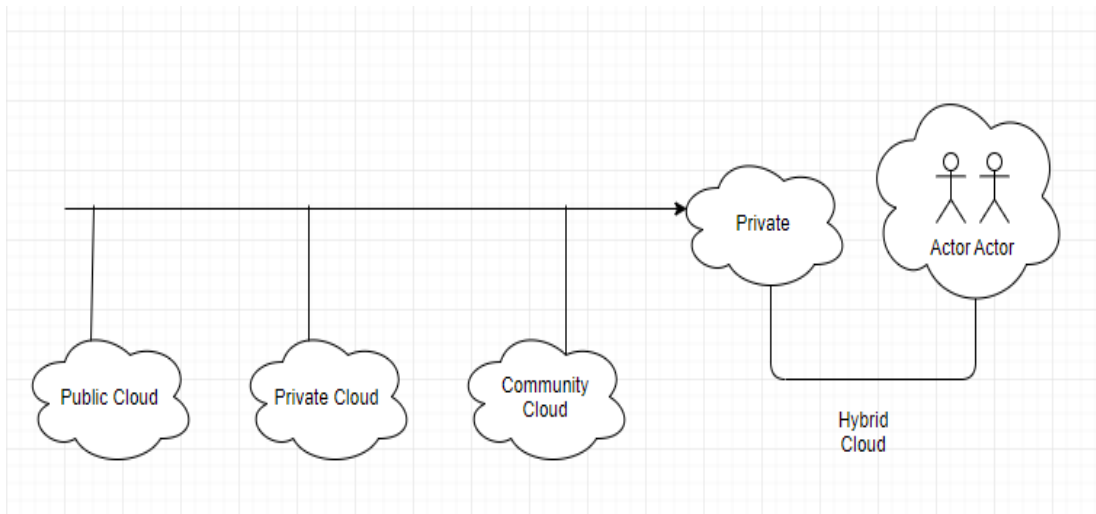 Private
Actor Actor
Public Cloud
Private Cloud
Community
Cloud
Hybrid
Cloud